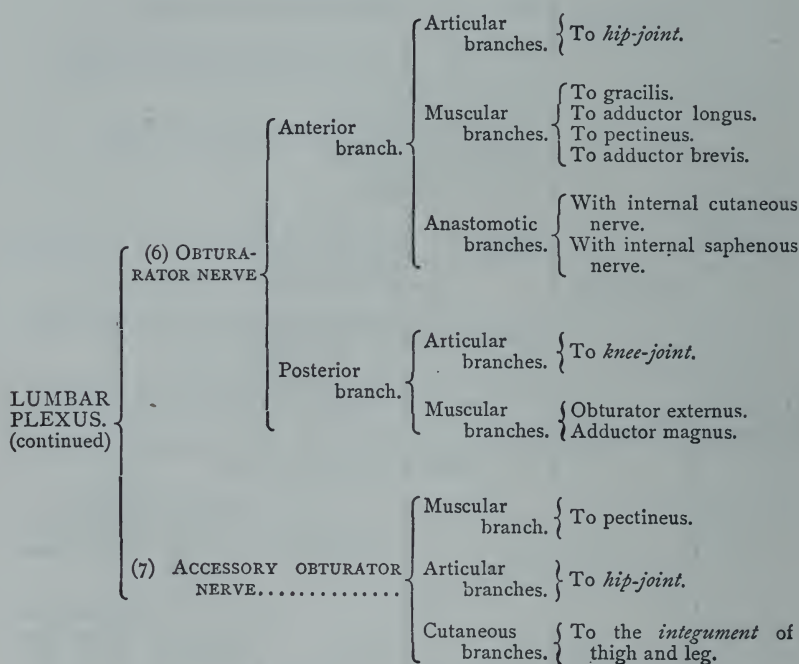 LUMBAR
PLEXUS.
(continued)
(6) OBTURA-
RATOR NERVE
Anterior
branch.
Articular
branches.
To hip-joint.
Muscular
branches.
To gracilis.
To adductor longus.
To pectineus.
To adductor brevis.
Anastomotic
branches.
With internal cutaneous
nerve.
With internal saphenous
nerve.
Posterior
branch.
Articular
branches.
To knee-joint.
Muscular
branches.
Obturator externus.
Adductor magnus.
(7) ACCESSORY OBTURATOR
NERVE..............
Muscular
branch.
To pectineus.
Articular
branches.
To hip-joint.
Cutaneous
branches.
To the integument of
thigh and leg.